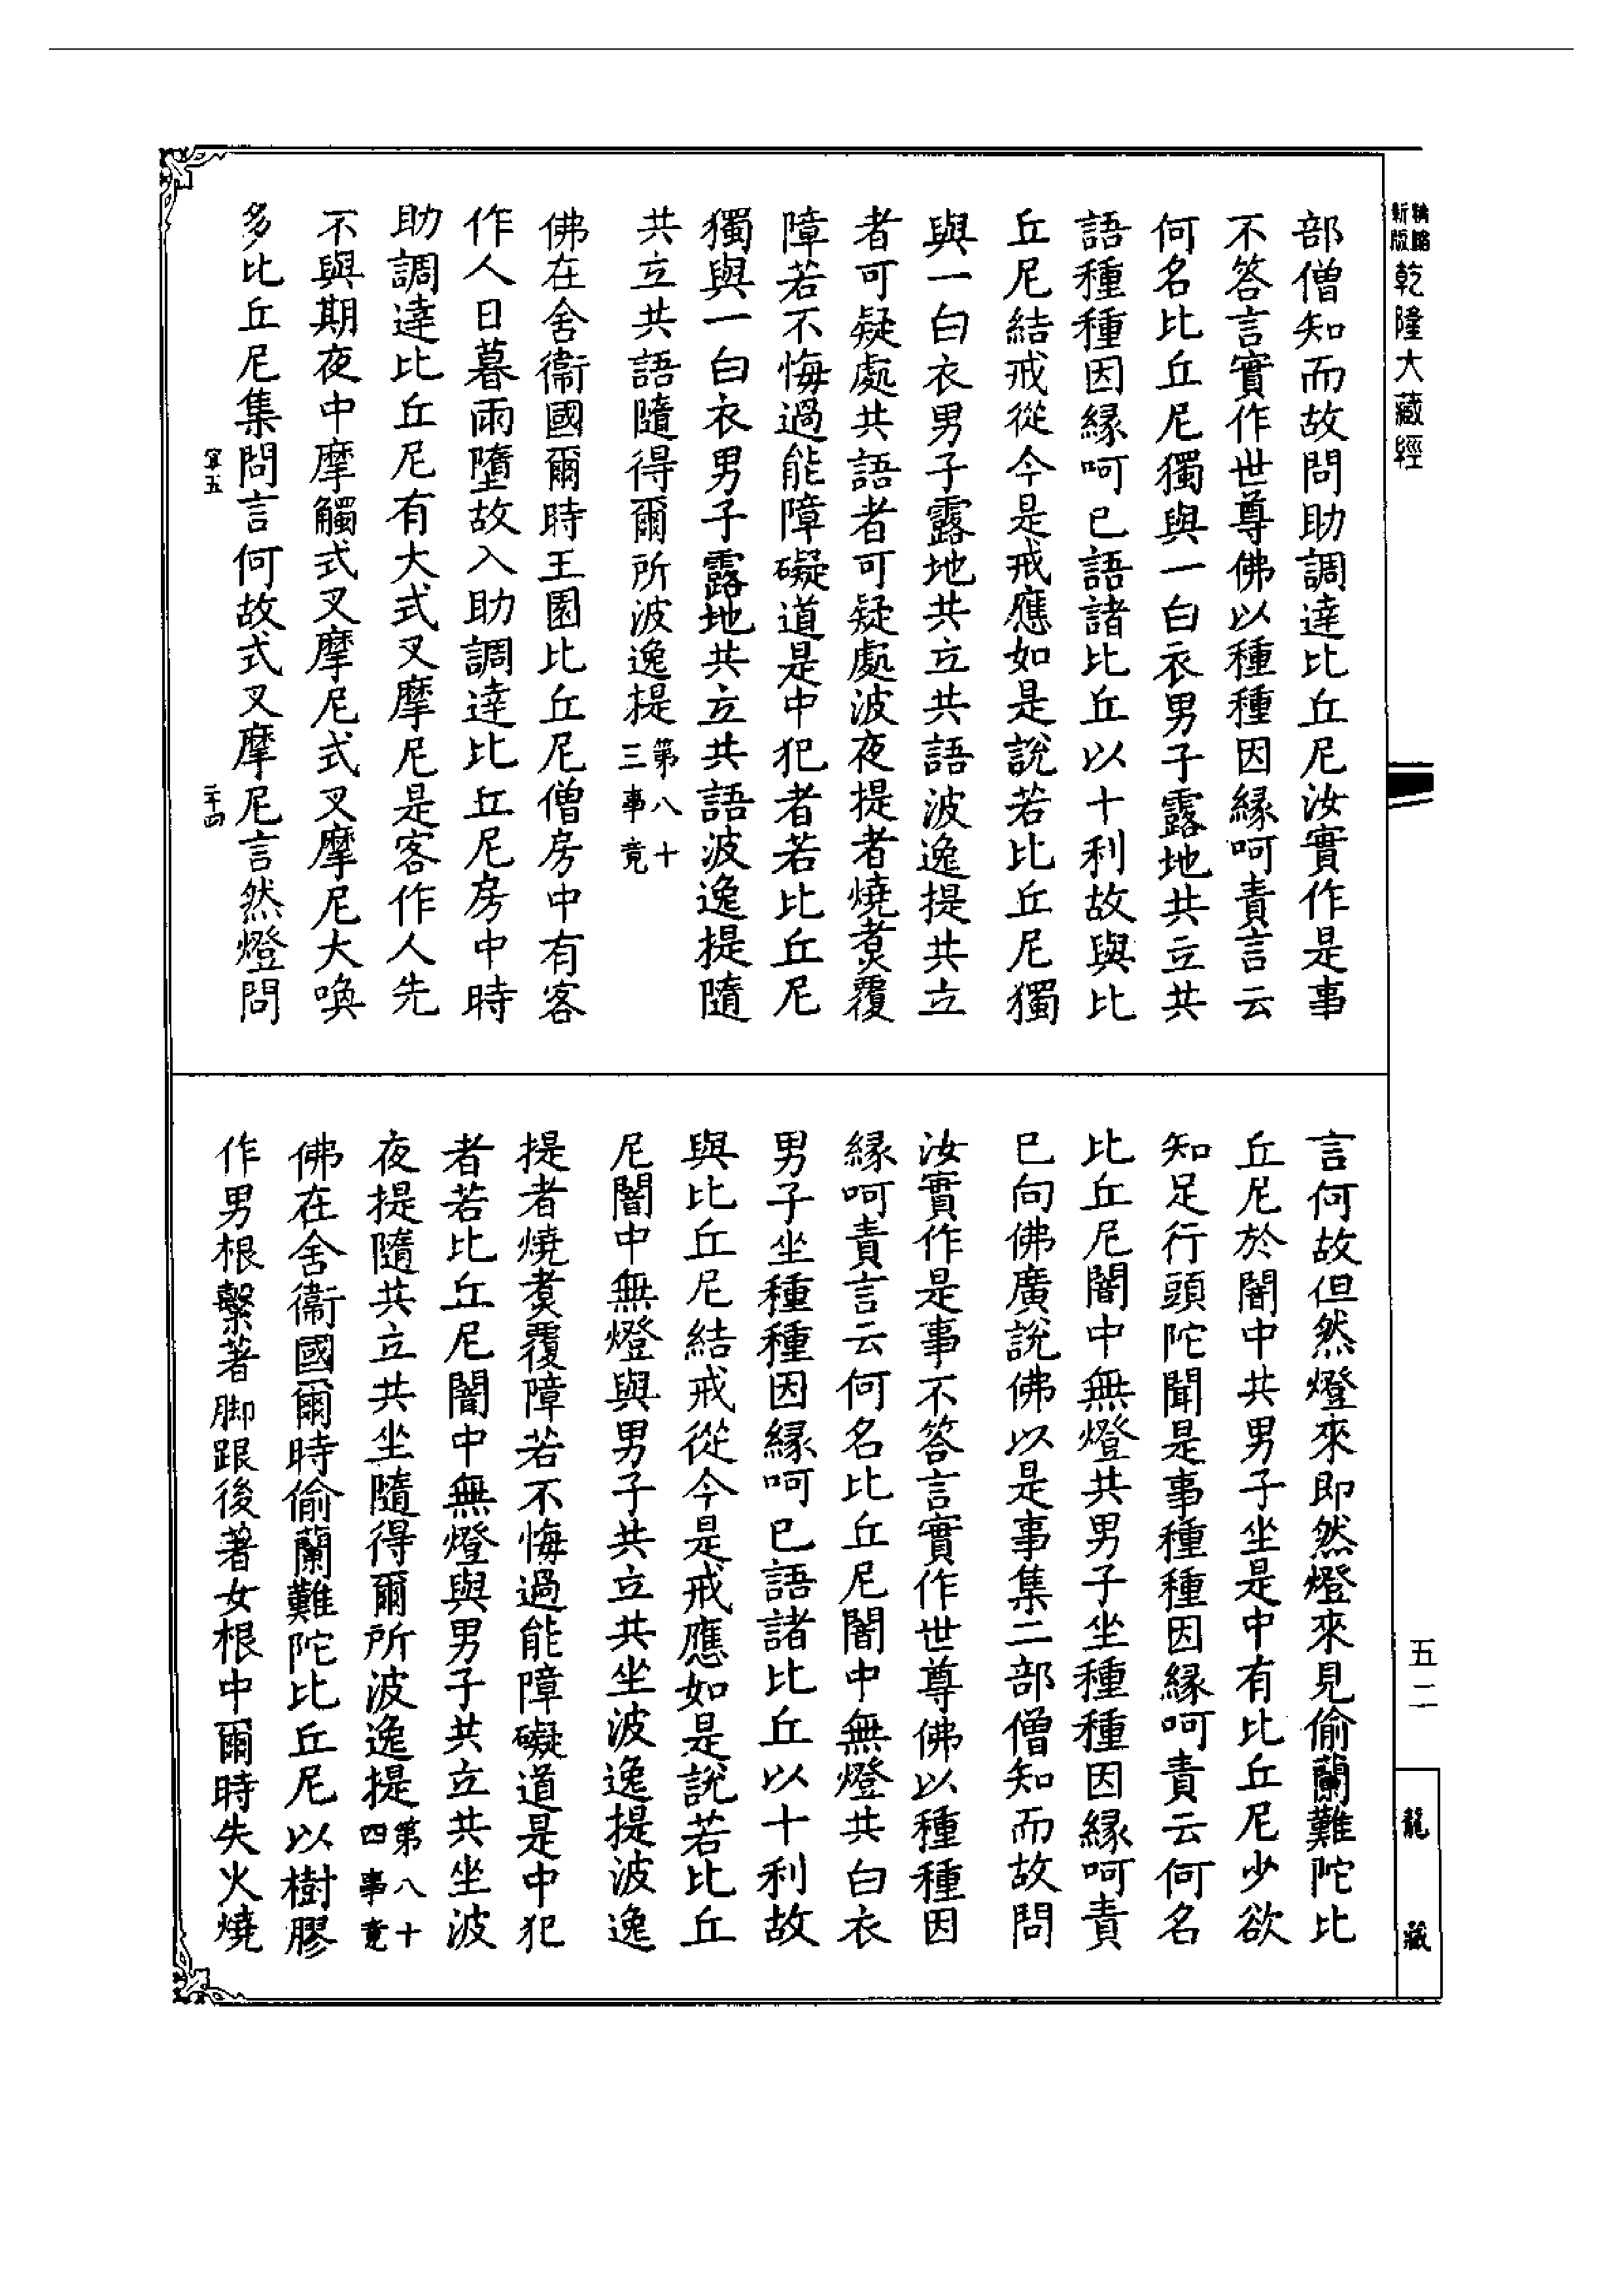 乾隆大藏經
部僧知而故問助調達比丘尼汝實作是事
不答言實作世尊佛以種種因緣呵責言云
何名比丘尼獨與一白衣男子露地共立共
語種種因緣呵已語諸比丘以十利故與比
丘尼結戒從今是戒應如是說若比丘尼獨
與一白衣男子露地共立共語波逸提共立
者可疑處共語者可疑處波夜提者燒煑覆
障若不悔過能障礙道是中犯者若比丘尼
獨與一白衣男子露地共立共語波逸提隨
共立共語隨得爾所波逸提第八十三事竟
佛在舍衞國爾時王園比丘尼僧房中有客
作人日暮雨墮故入助調達比丘尼房中時
助調達比丘尼有大式叉摩尼是客作人先
不與期夜中摩觸式叉摩尼式叉摩尼大喚
多比丘尼集問言何故式叉摩尼言然燈問
二十四
言何故但然燈來即然燈來見偷蘭難陀比
丘尼於闇中共男子坐是中有比丘尼少欲
知足行頭陀聞是事種種因緣呵責云何名
比丘尼闇中無燈共男子坐種種因緣呵責
已向佛廣說佛以是事集二部僧知而故問
汝實作是事不答言實作世尊佛以種種因
緣呵責言云何名比丘尼闇中無燈共白衣
男子坐種種因緣呵已語諸比丘以十利故
與比丘尼結戒從今是戒應如是說若比丘
尼闇中無燈與男子共立共坐波逸提波逸
提者燒煑覆障若不悔過能障礙道是中犯
者若比丘尼闇中無燈與男子共立共坐波
夜提隨共立共坐隨得爾所波逸提第八十四事竟
佛在舍衞國爾時偷蘭難陀比丘尼以樹膠
作男根繫著脚跟後著女根中爾時失火燒
五二
龍藏